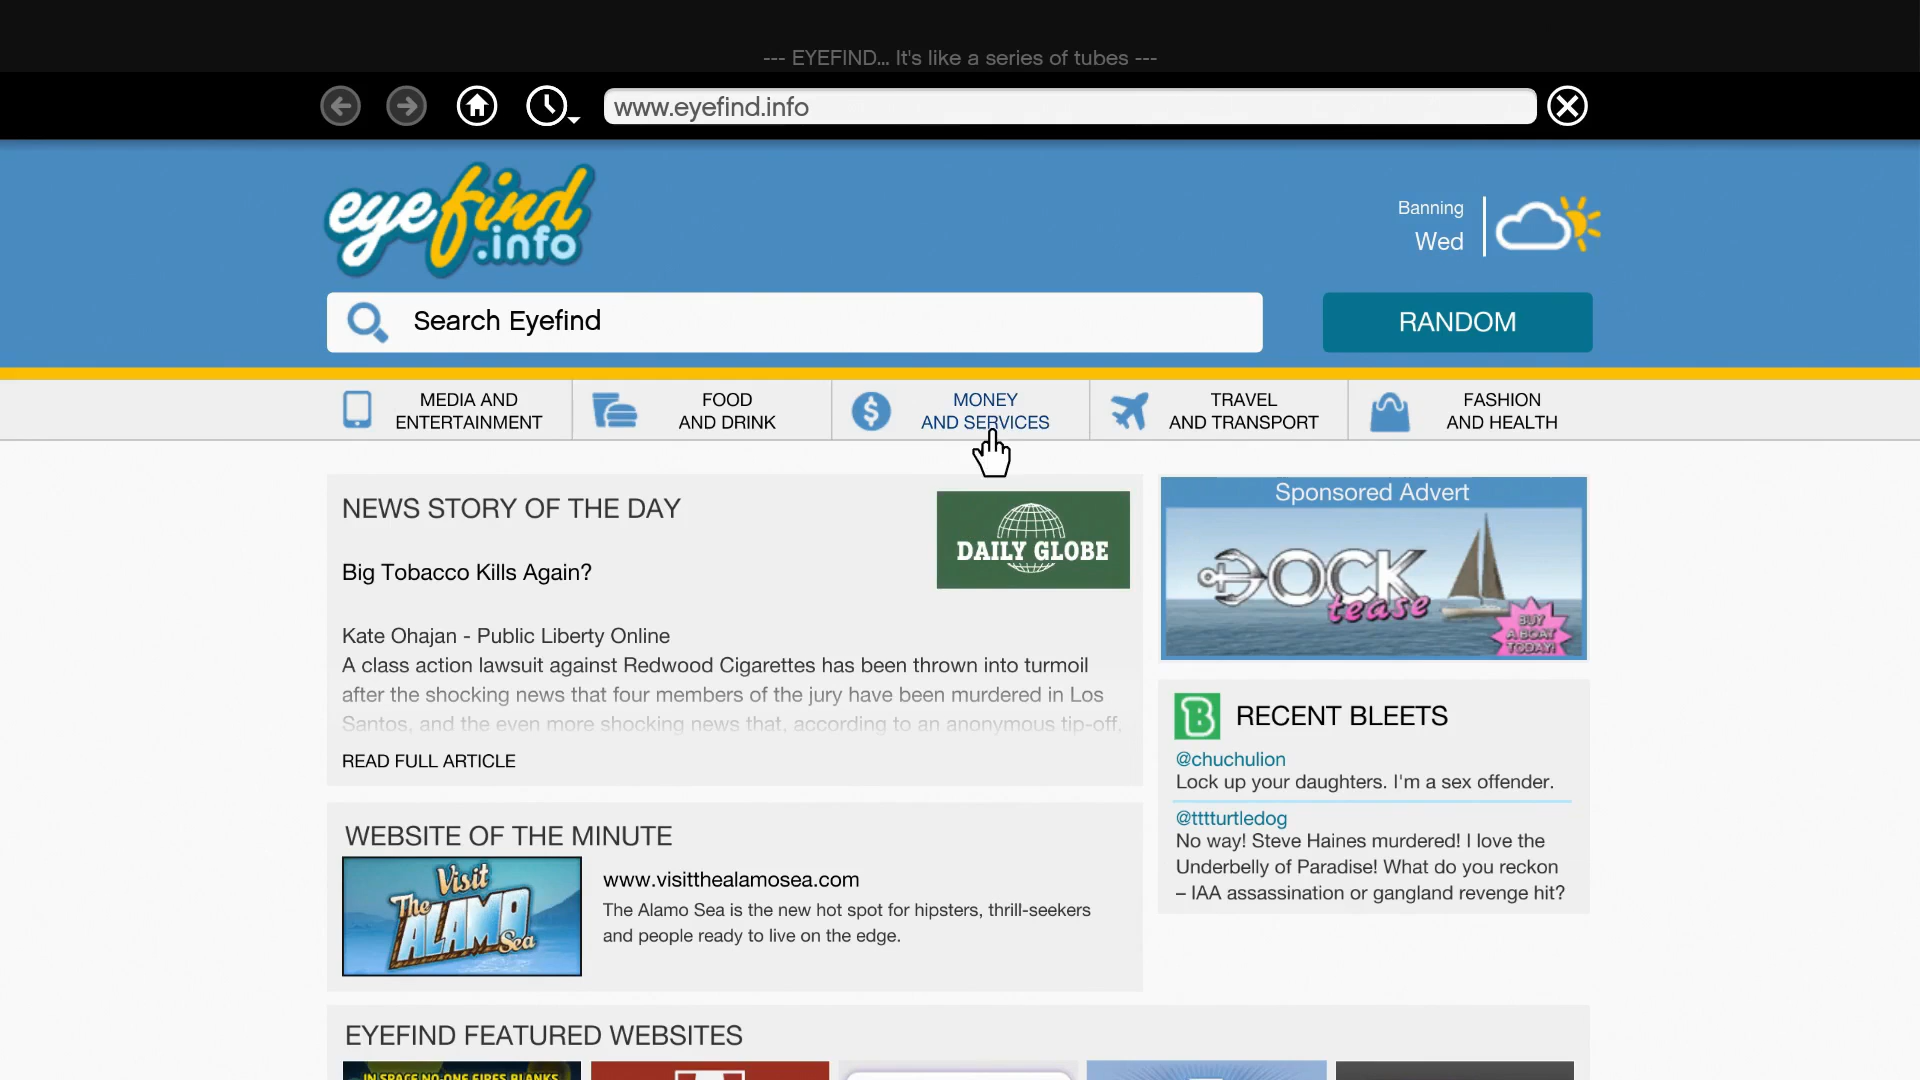 --- EYEFIND... It's like a series of tubes ---
www.eyefind.info
eyefind
.info
Banning
Wed
Search Eyefind
RANDOM
MEDIA AND
ENTERTAINMENT
FOOD
AND DRINK
MONEY
AND SERVICES
TRAVEL
AND TRANSPORT
FASHION
AND HEALTH
NEWS STORY OF THE DAY
DAILY GLOBE
Big Tobacco Kills Again?
Kate Ohajan - Public Liberty Online
A class action lawsuit against Redwood Cigarettes has been thrown into turmoil
after the shocking news that four members of the jury have been murdered in Los
Santos, and the even more shocking news that, according to an anonymous tip-off,
READ FULL ARTICLE
Sponsored Advert
DOCK
tease
BUY
A BOAT
TODAY!
B RECENT BLEETS
@chuchulion
Lock up your daughters. I'm a sex offender.
@tttturtledog
No way! Steve Haines murdered! I love the
Underbelly of Paradise! What do you reckon
– IAA assassination or gangland revenge hit?
WEBSITE OF THE MINUTE
Visit
The
ALAMO
Sea
www.visitthealamosea.com
The Alamo Sea is the new hot spot for hipsters, thrill-seekers
and people ready to live on the edge.
EYEFIND FEATURED WEBSITES
IN SPACE NO-ONE FIRES BLANKS